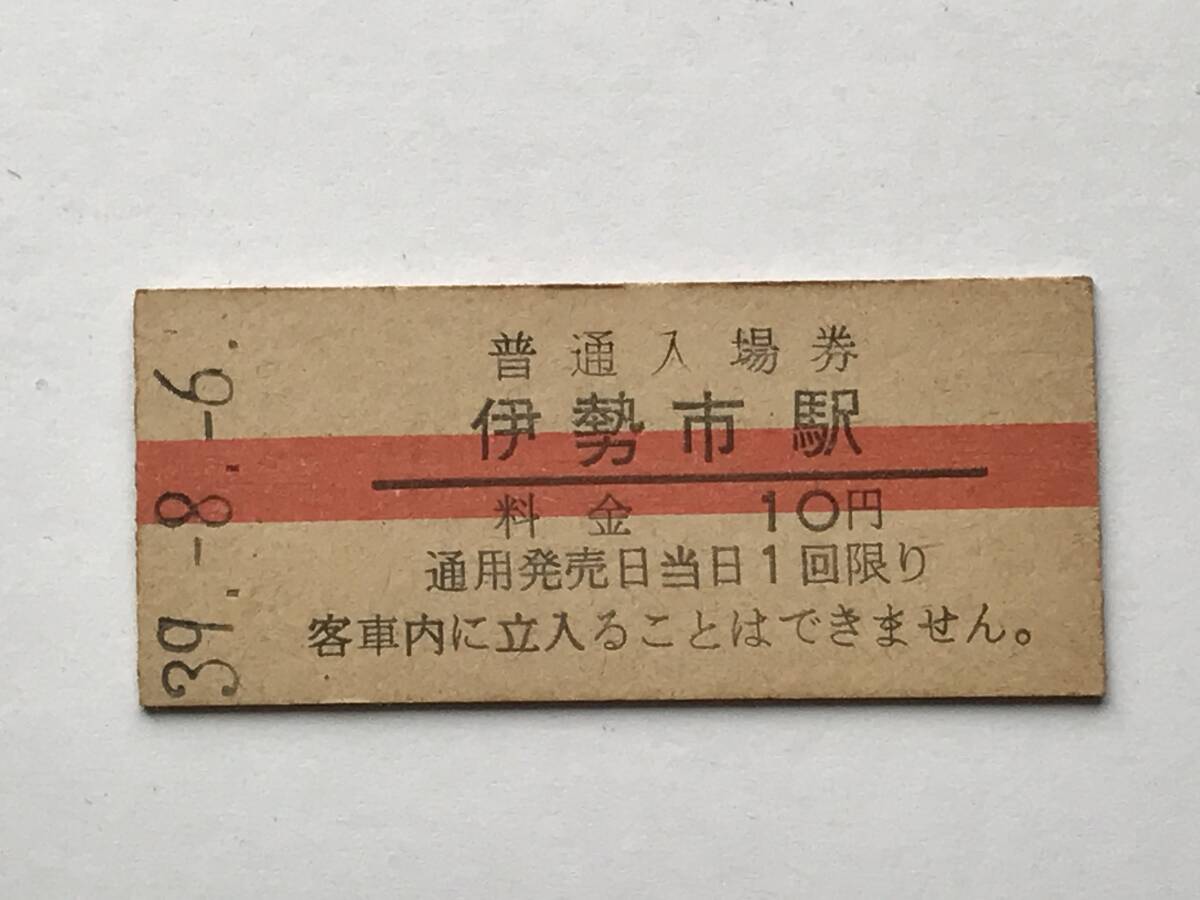 39.-8.-6.
普通入場券
伊勢市駅
料金 10円
通用発売日当日1回限り
客車内に立入ることはできません。